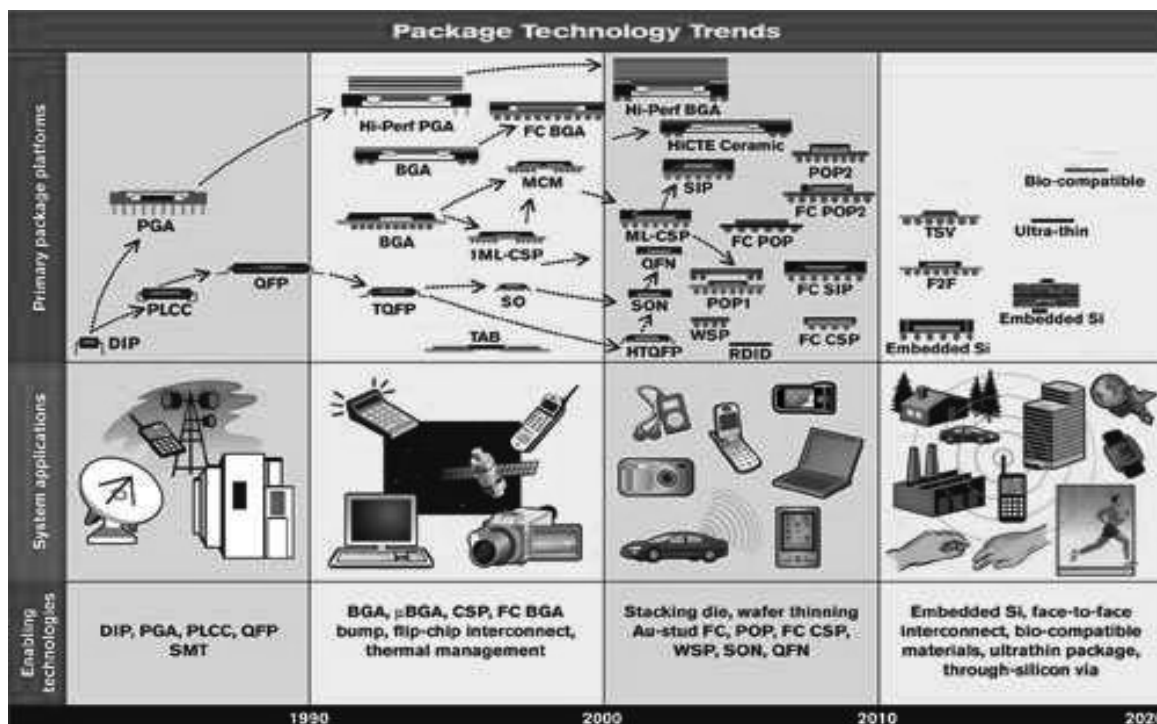 Package Technology Trends
Primary package platforms
DIP
PGA
PLCC
QFP
Hi-Perf PGA
FC BGA
BGA
MCM
BGA
ML-CSP
TQFP
SO
TAB
Hi-Perf BGA
HiCTE Ceramic
SIP
POP2
FC POP2
ML-CSP
FC POP
QFN
POP1
FC SIP
SON
WSP
FC CSP
HTQFP
RDID
Bio-compatible
TSV
Ultra-thin
F2F
Embedded Si
Embedded Si
System applications
Enabling
technologies
DIP, PGA, PLCC, QFP
SMT
BGA, μBGA, CSP, FC BGA
bump, flip-chip interconnect,
thermal management
Stacking die, wafer thinning
Au-stud FC, POP, FC CSP,
WSP, SON, QFN
Embedded Si, face-to-face
interconnect, bio-compatible
materials, ultrathin package,
through-silicon via
1990
2000
2010